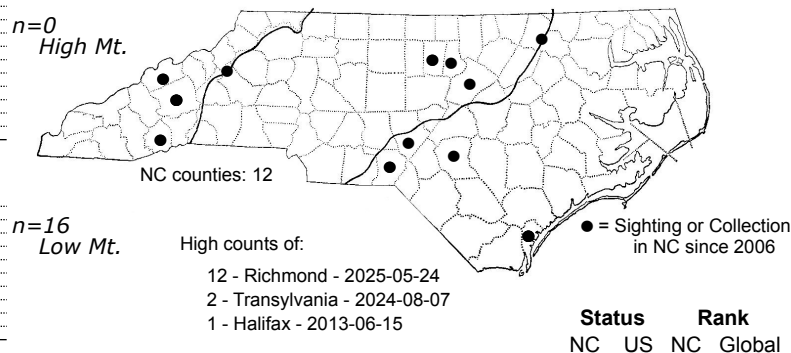 n=0
High Mt.
NC counties: 12
n=16
Low Mt.
High counts of:
12 - Richmond - 2025-05-24
2 - Transylvania - 2024-08-07
1 - Halifax - 2013-06-15
● = Sighting or Collection
in NC since 2006
Status Rank
NC US NC Global